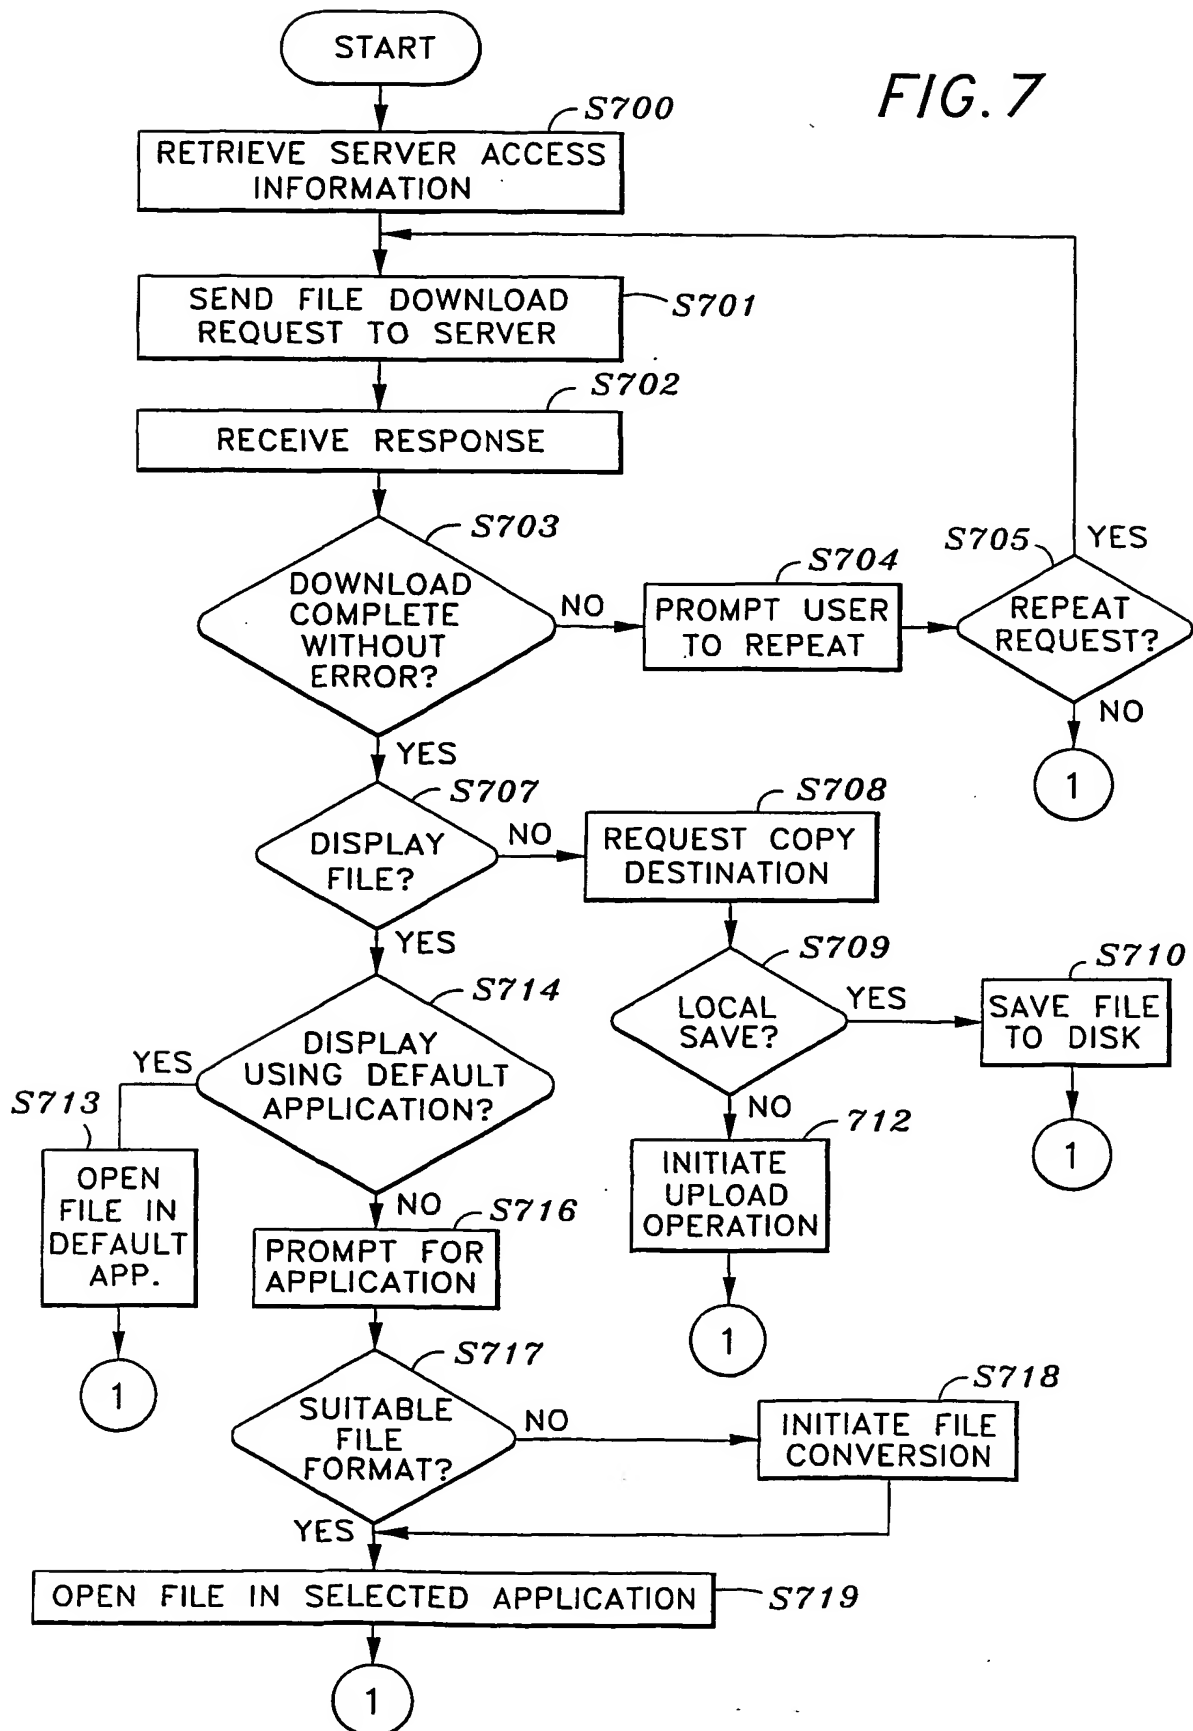 START
FIG. 7
S700
RETRIEVE SERVER ACCESS
INFORMATION
SEND FILE DOWNLOAD
REQUEST TO SERVER
S701
S702
RECEIVE RESPONSE
S703
DOWNLOAD
COMPLETE
WITHOUT
ERROR?
NO
S704
PROMPT USER
TO REPEAT
S705
YES
REPEAT
REQUEST?
NO
1
YES
S707
DISPLAY
FILE?
NO
S708
REQUEST COPY
DESTINATION
YES
S709
LOCAL
SAVE?
YES
S710
SAVE FILE
TO DISK
1
NO
712
INITIATE
UPLOAD
OPERATION
1
S714
DISPLAY
USING DEFAULT
APPLICATION?
YES
S713
OPEN
FILE IN
DEFAULT
APP.
1
NO
S716
PROMPT FOR
APPLICATION
S717
SUITABLE
FILE
FORMAT?
NO
S718
INITIATE FILE
CONVERSION
YES
OPEN FILE IN SELECTED APPLICATION
S719
1